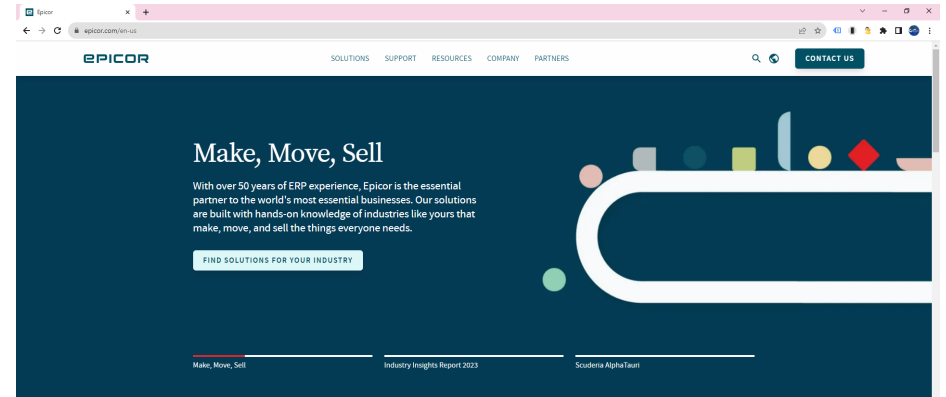 Epicor
epicor.com/en-us
EPICOR
SOLUTIONS SUPPORT RESOURCES COMPANY PARTNERS
CONTACT US
Make, Move, Sell
With over 50 years of ERP experience, Epicor is the essential
partner to the world's most essential businesses. Our solutions
are built with hands-on knowledge of industries like yours that
make, move, and sell the things everyone needs.
FIND SOLUTIONS FOR YOUR INDUSTRY
Make, Move, Sell
Industry Insights Report 2023
Scuderia AlphaTauri